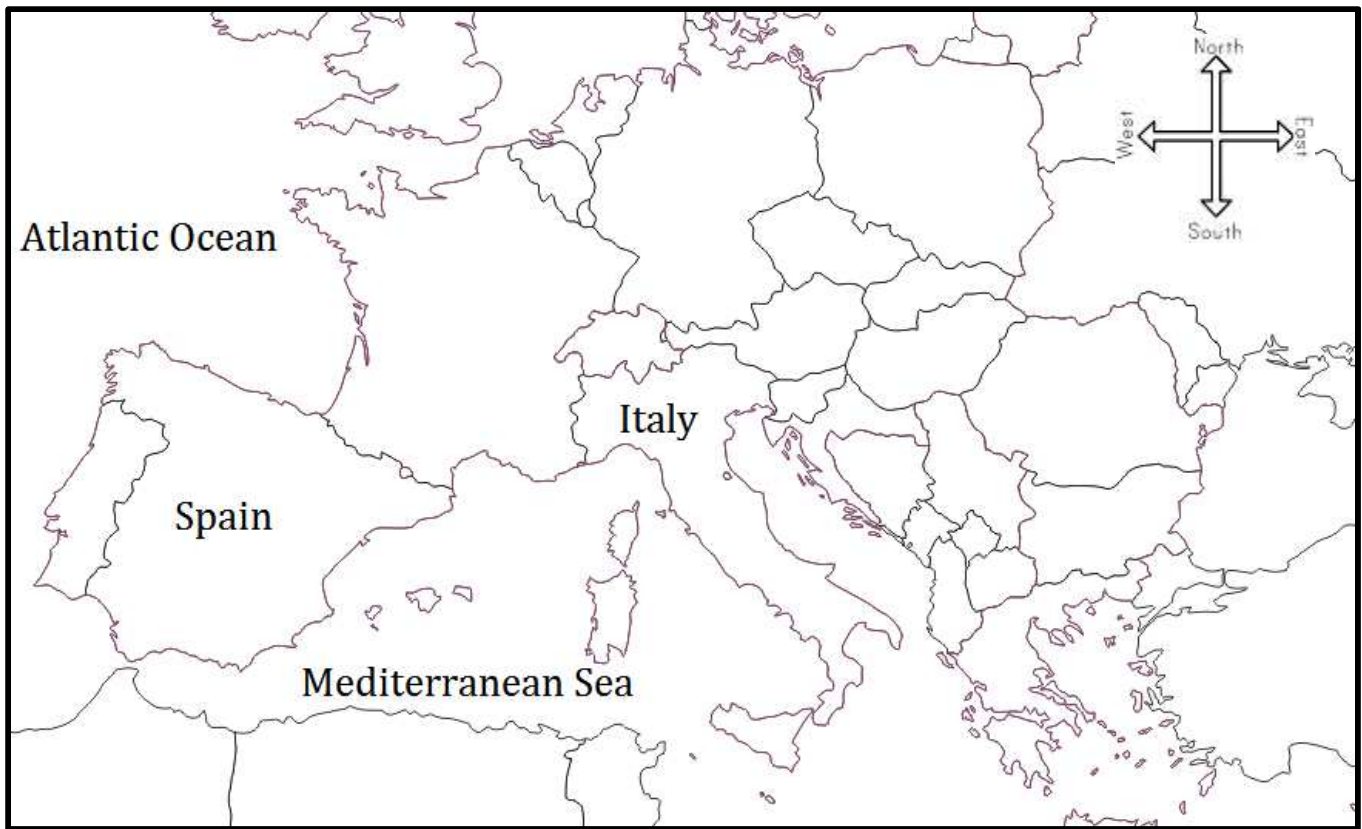 North
West
East
South
Atlantic Ocean
Italy
Spain
Mediterranean Sea